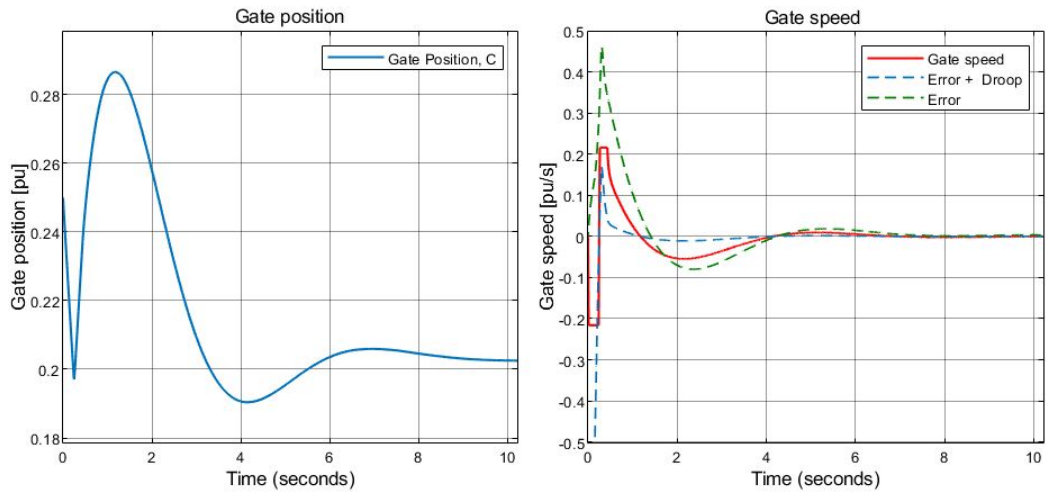 Gate position
Gate Position, C
Gate position [pu]
0.28
0.26
0.24
0.22
0.2
0.18
0
2
4
6
8
10
Time (seconds)
Gate speed
Gate speed
Error + Droop
Error
Gate speed [pu/s]
0.5
0.4
0.3
0.2
0.1
0
-0.1
-0.2
-0.3
-0.4
-0.5
0
2
4
6
8
10
Time (seconds)